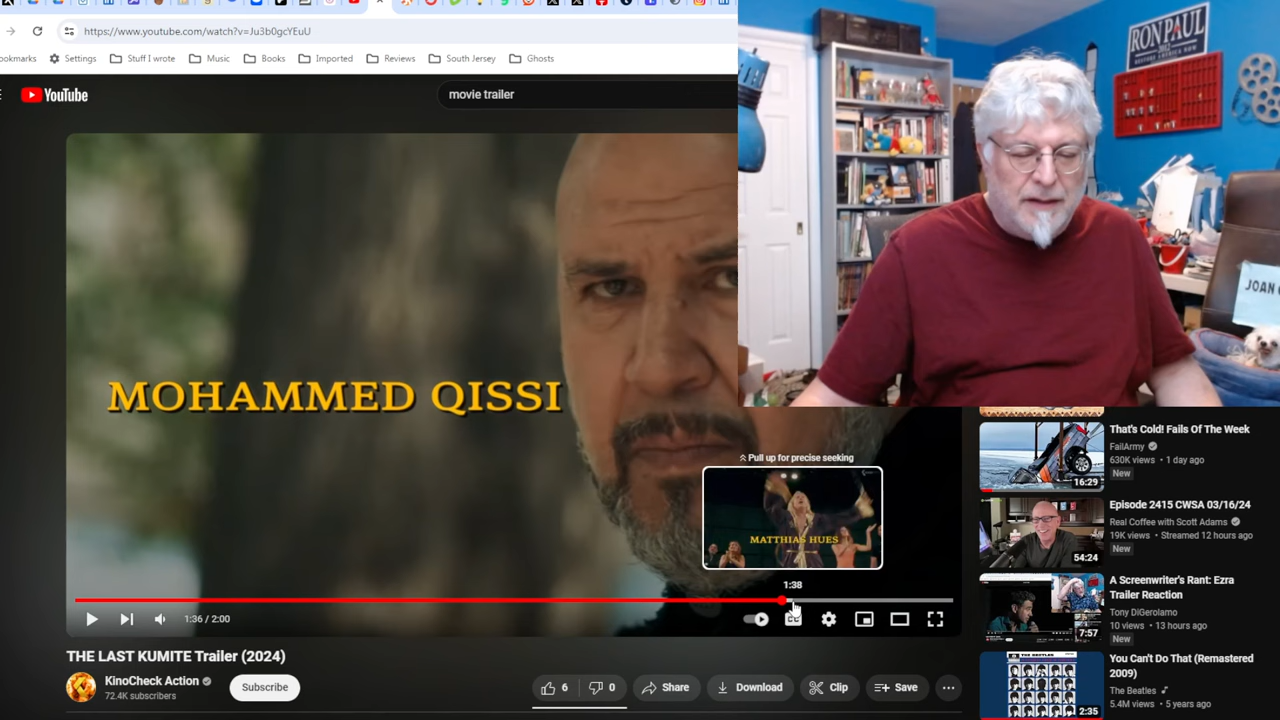 https://www.youtube.com/watch?v=Ju3b0gcYEuU
ookmarks Settings Stuff I wrote Music Books Imported Reviews South Jersey Ghosts
YouTube
movie trailer
RON PAUL
2012
RESTORE AMERICA NOW
JOAN
MOHAMMED QISSI
Pull up for precise seeking
MATTHIAS HUES
1:38
1:36 / 2:00
THE LAST KUMITE Trailer (2024)
KinoCheck Action
72.4K subscribers
Subscribe
6
0
Share
Download
Clip
Save
That's Cold! Fails Of The Week
FailArmy
630K views • 1 day ago
New
16:29
Episode 2415 CWSA 03/16/24
Real Coffee with Scott Adams
19K views • Streamed 12 hours ago
New
54:24
A Screenwriter's Rant: Ezra
Trailer Reaction
Tony DiGerolamo
10 views • 13 hours ago
New
7:57
You Can't Do That (Remastered
2009)
The Beatles
5.4M views • 5 years ago
2:35